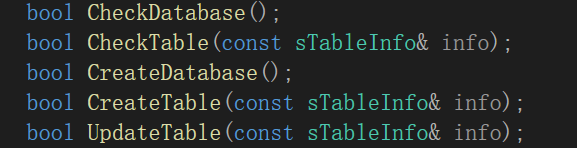 bool CheckDatabase();
bool CheckTable(const sTableInfo& info);
bool CreateDatabase();
bool CreateTable(const sTableInfo& info);
bool UpdateTable(const sTableInfo& info);